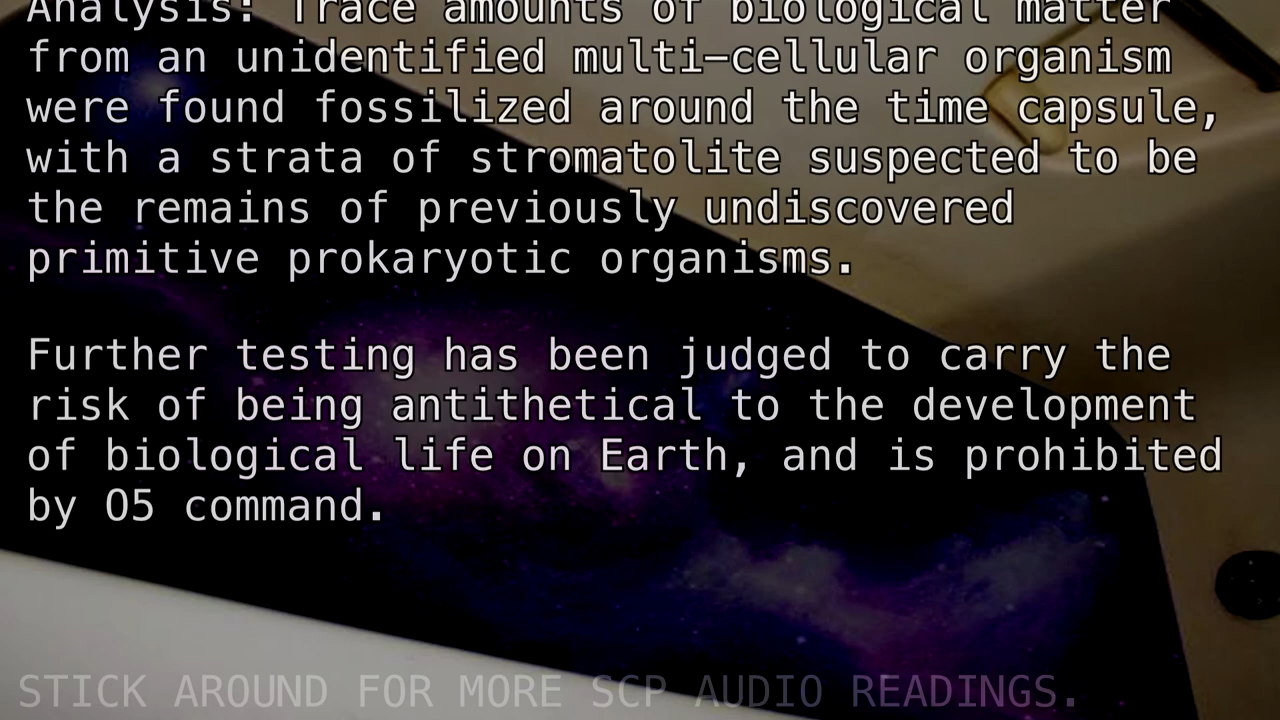 Analysis: Trace amounts of biological matter
from an unidentified multi-cellular organism
were found fossilized around the time capsule,
with a strata of stromatolite suspected to be
the remains of previously undiscovered
primitive prokaryotic organisms.
Further testing has been judged to carry the
risk of being antithetical to the development
of biological life on Earth, and is prohibited
by O5 command.
STICK AROUND FOR MORE SCP AUDIO READINGS.